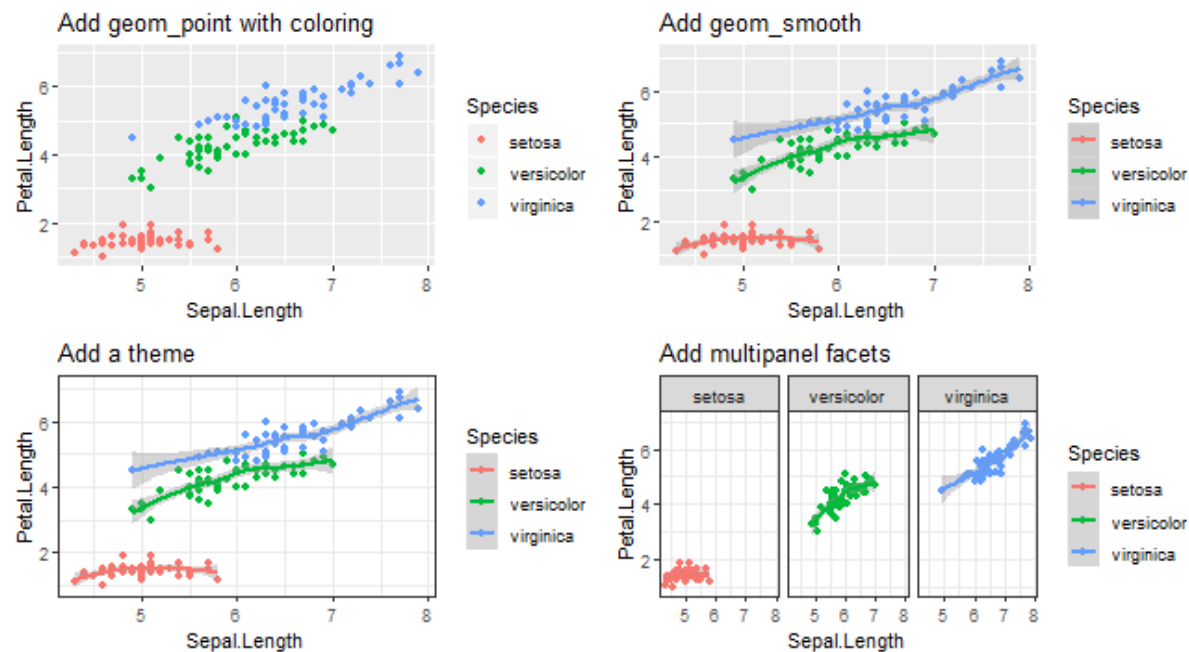 Add geom_point with coloring
Petal.Length
6
4
2
5 6 7 8
Sepal.Length
Species
setosa
versicolor
virginica
Add geom_smooth
Petal.Length
6
4
2
5 6 7 8
Sepal.Length
Species
setosa
versicolor
virginica
Add a theme
Petal.Length
6
4
2
5 6 7 8
Sepal.Length
Species
setosa
versicolor
virginica
Add multipanel facets
setosa versicolor virginica
Petal.Length
6
4
2
5 6 7 8 5 6 7 8 5 6 7 8
Sepal.Length
Species
setosa
versicolor
virginica